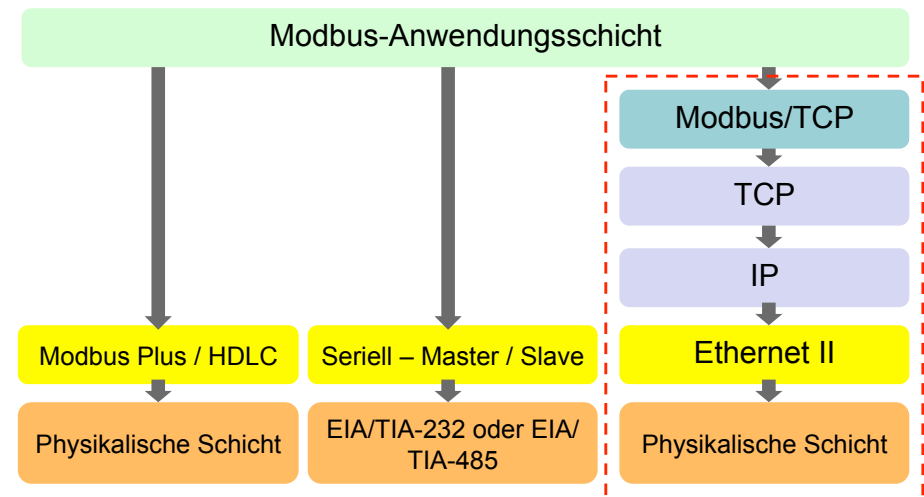 Modbus-Anwendungsschicht
Modbus/TCP
TCP
IP
Modbus Plus / HDLC
Seriell – Master / Slave
Ethernet II
Physikalische Schicht
EIA/TIA-232 oder EIA/
TIA-485
Physikalische Schicht